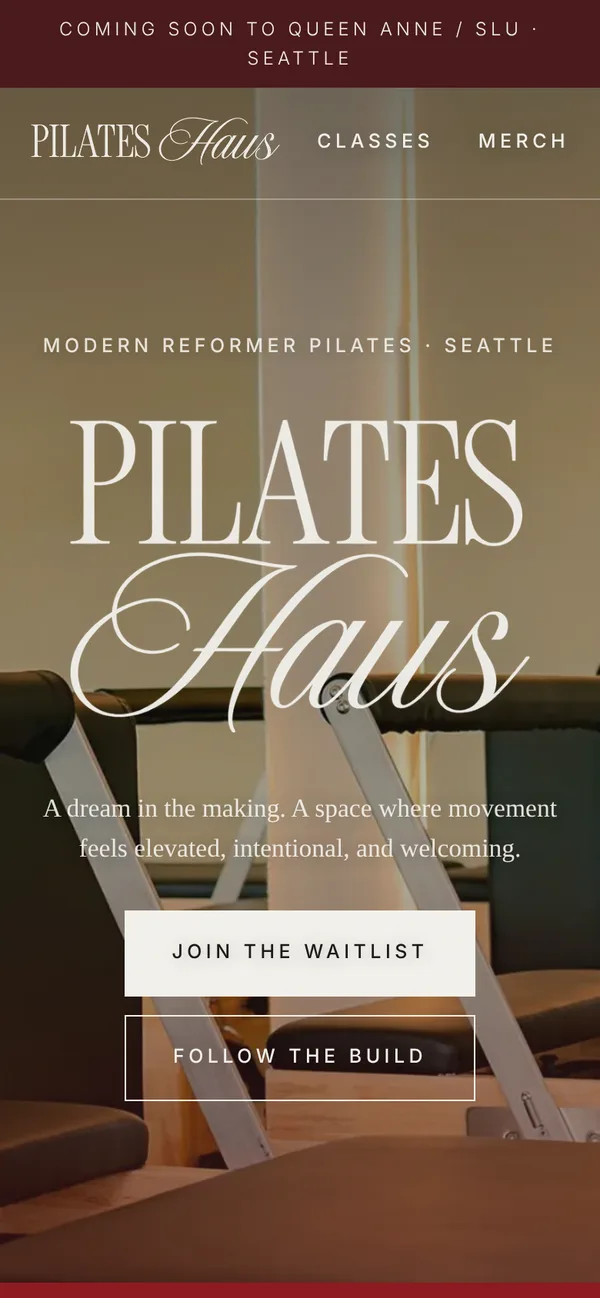 COMING SOON TO QUEEN ANNE / SLU ·
SEATTLE
PILATES Haus CLASSES MERCH
MODERN REFORMER PILATES · SEATTLE
PILATES
Haus
A dream in the making. A space where movement
feels elevated, intentional, and welcoming.
JOIN THE WAITLIST
FOLLOW THE BUILD